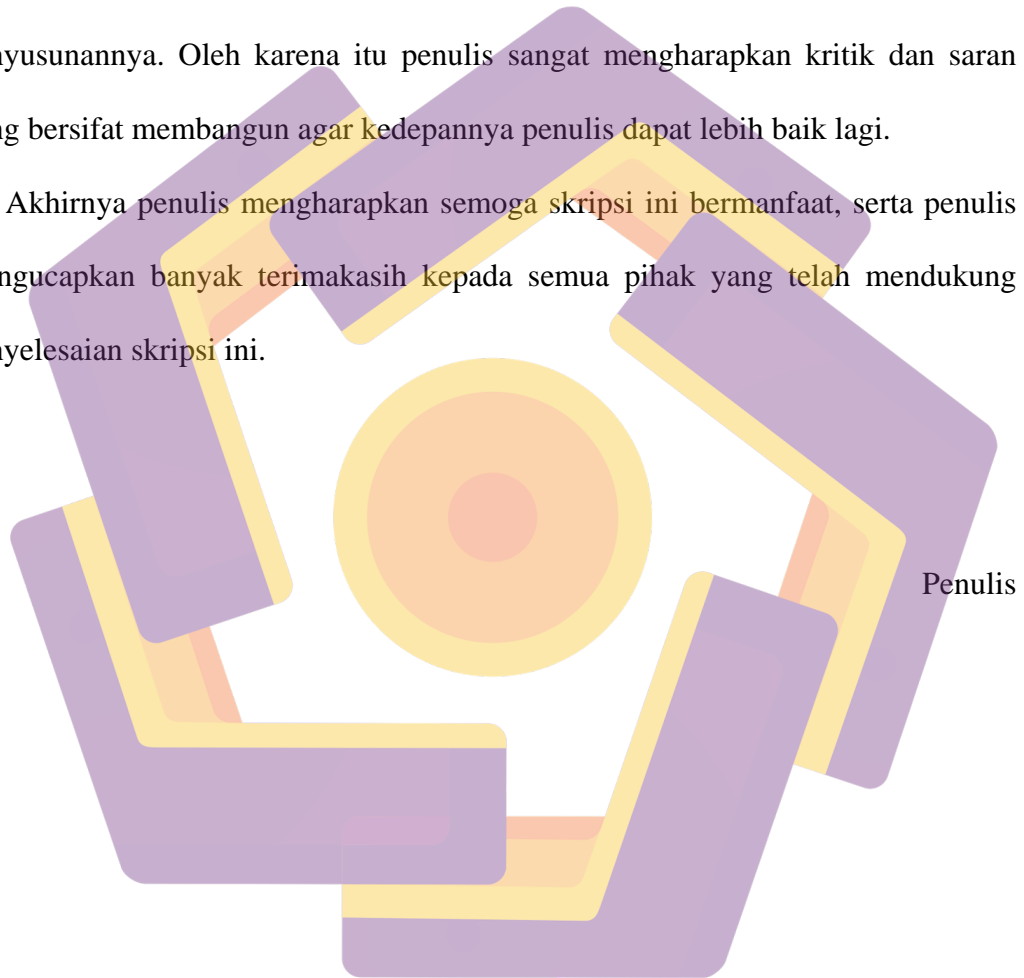 nyusunannya. Oleh karena itu penulis sangat mengharapkan kritik dan saran
ng bersifat membangun agar kedepannya penulis dapat lebih baik lagi.
Akhirnya penulis mengharapkan semoga skripsi ini bermanfaat, serta penulis
ngucapkan banyak terimakasih kepada semua pihak yang telah mendukung
nyelesaian skripsi ini.
Penulis